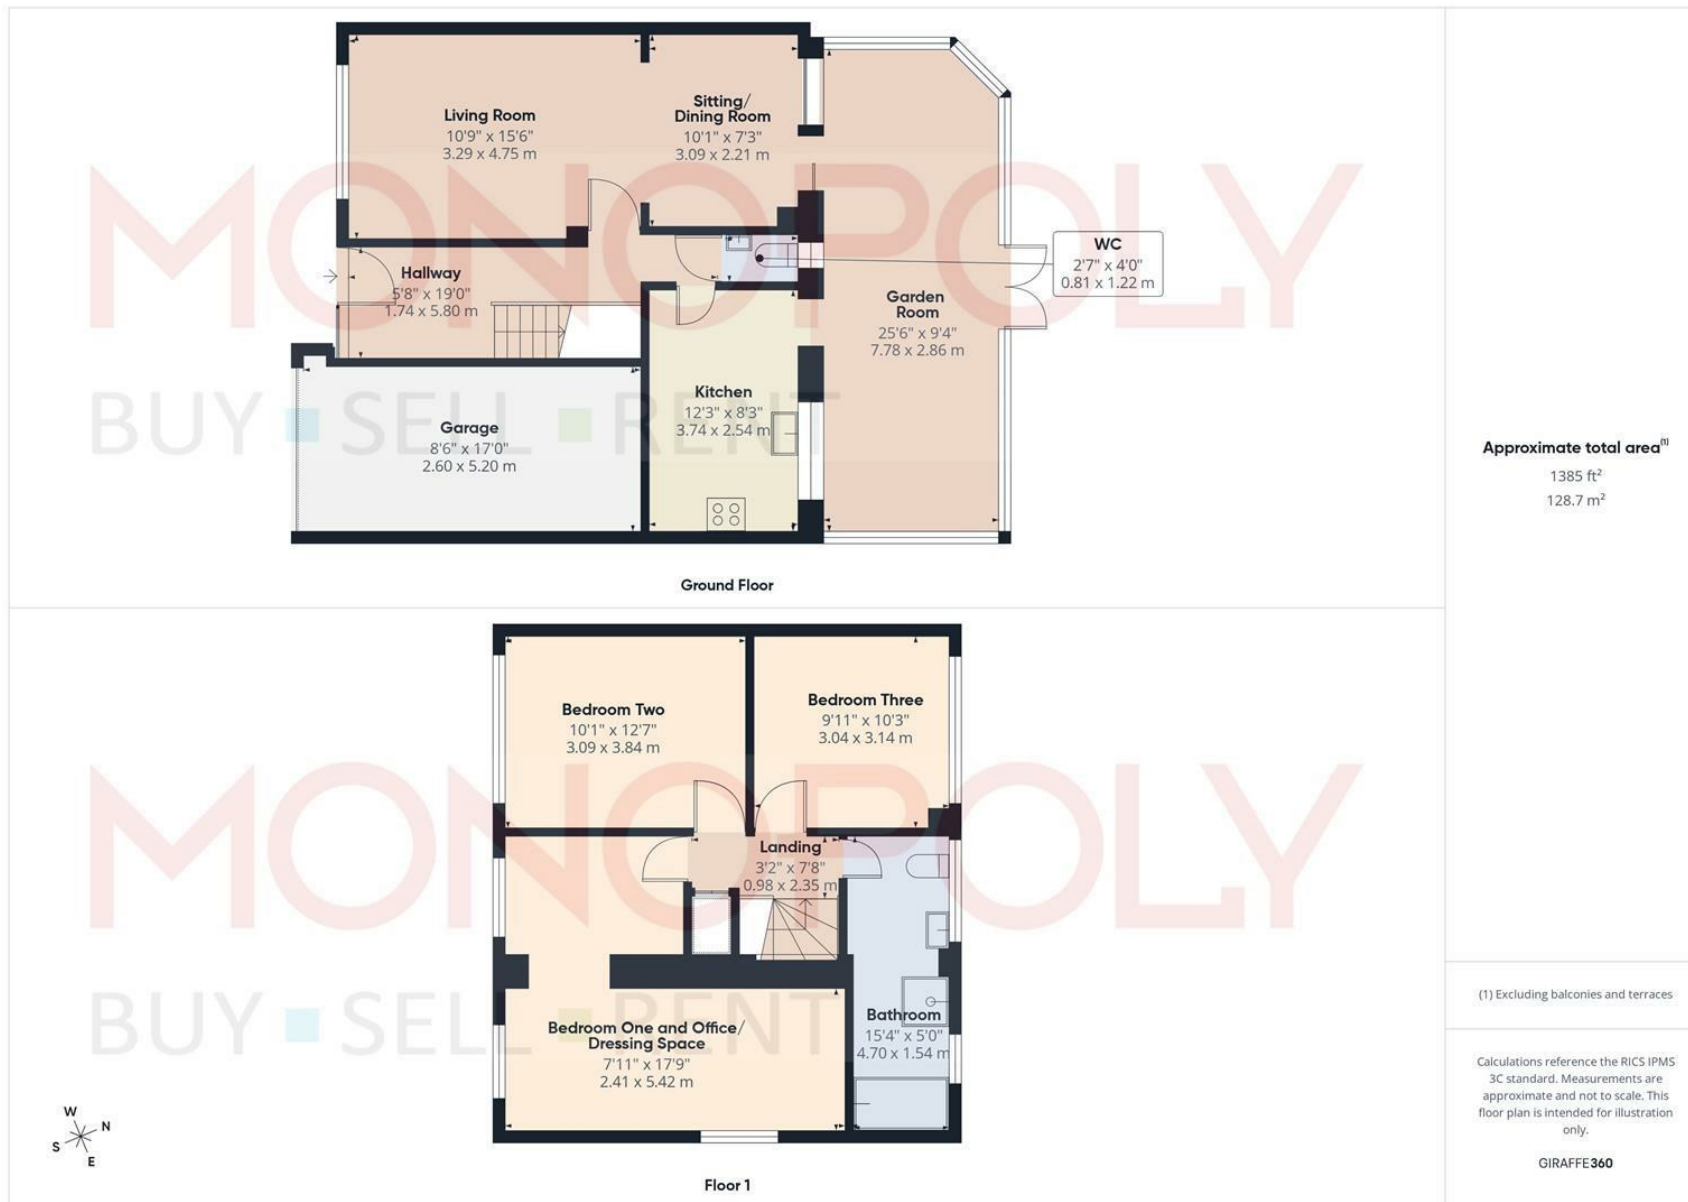 Living Room
10'9" x 15'6"
3.29 x 4.75 m
Sitting/
Dining Room
10'1" x 7'3"
3.09 x 2.21 m
WC
2'7" x 4'0"
0.81 x 1.22 m
Hallway
5'8" x 19'0"
1.74 x 5.80 m
Garden
Room
25'6" x 9'4"
7.78 x 2.86 m
Kitchen
12'3" x 8'3"
3.74 x 2.54 m
Garage
8'6" x 17'0"
2.60 x 5.20 m
MONOPOLY
BUY SELL RENT
Ground Floor
Bedroom Two
10'1" x 12'7"
3.09 x 3.84 m
Bedroom Three
9'11" x 10'3"
3.04 x 3.14 m
Landing
3'2" x 7'8"
0.98 x 2.35 m
Bathroom
15'4" x 5'0"
4.70 x 1.54 m
Bedroom One and Office/
Dressing Space
7'11" x 17'9"
2.41 x 5.42 m
MONOPOLY
BUY SELL RENT
W
N
S
E
Floor 1
Approximate total area(1)
1385 ft²
128.7 m²
(1) Excluding balconies and terraces
Calculations reference the RICS IPMS
3C standard. Measurements are
approximate and not to scale. This
floor plan is intended for illustration
only.
GIRAFFE360